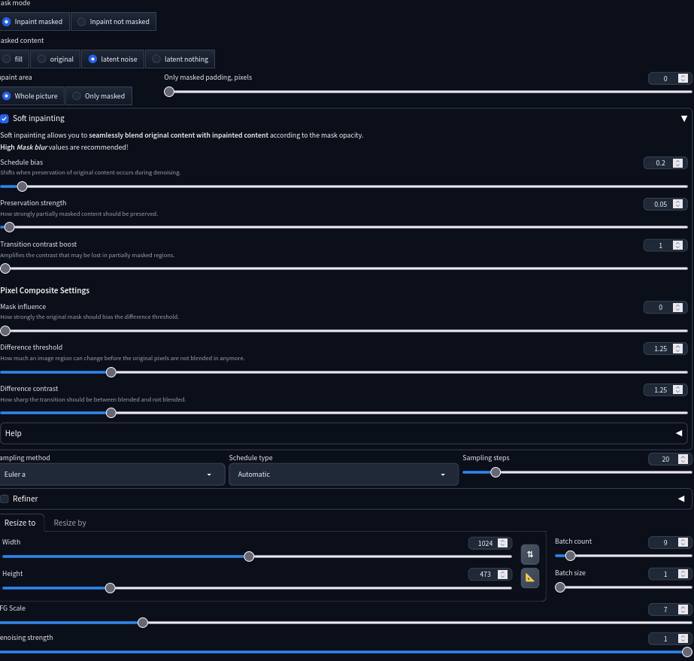 ask mode
Inpaint masked
Inpaint not masked
asked content
fill
original
latent noise
latent nothing
npaint area
Only masked padding, pixels
0
Whole picture
Only masked
Soft inpainting
Soft inpainting allows you to seamlessly blend original content with inpainted content according to the mask opacity.
High Mask blur values are recommended!
Schedule bias
0.2
Shifts when preservation of original content occurs during denoising.
Preservation strength
0.05
How strongly partially masked content should be preserved.
Transition contrast boost
1
Amplifies the contrast that may be lost in partially masked regions.
Pixel Composite Settings
Mask influence
0
How strongly the original mask should bias the difference threshold.
Difference threshold
1.25
How much an image region can change before the original pixels are not blended in anymore.
Difference contrast
1.25
How sharp the transition should be between blended and not blended.
Help
ampling method
Schedule type
Sampling steps
20
Euler a
Automatic
Refiner
Resize to
Resize by
Width
1024
Batch count
9
Height
473
Batch size
1
FG Scale
7
enoising strength
1